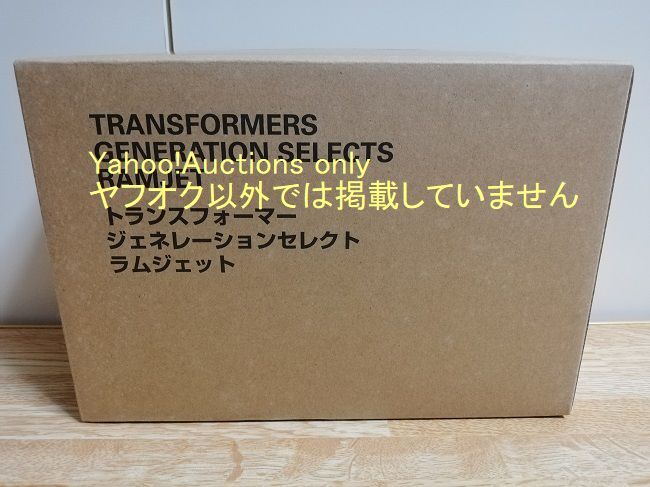 TRANSFORMERS
GENERATION SELECTS
Yahoo!Auctions only
RAMJET
ヤフオク以外では掲載していません
トランスフォーマー
ジェネレーションセレクト
ラムジェット